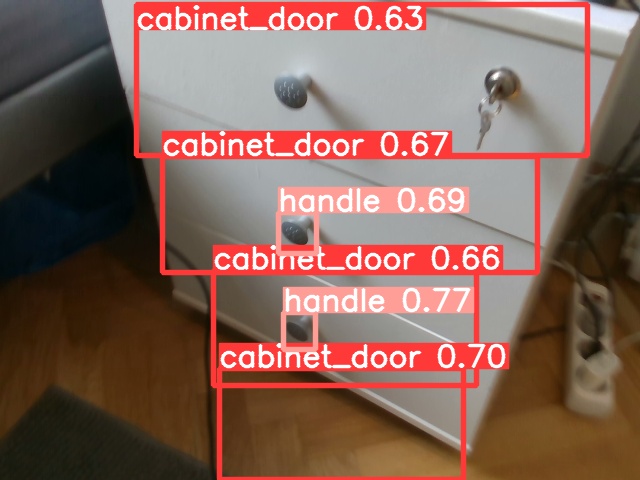 cabinet_door 0.63
cabinet_door 0.67
handle 0.69
cabinet_door 0.66
handle 0.77
cabinet_door 0.70